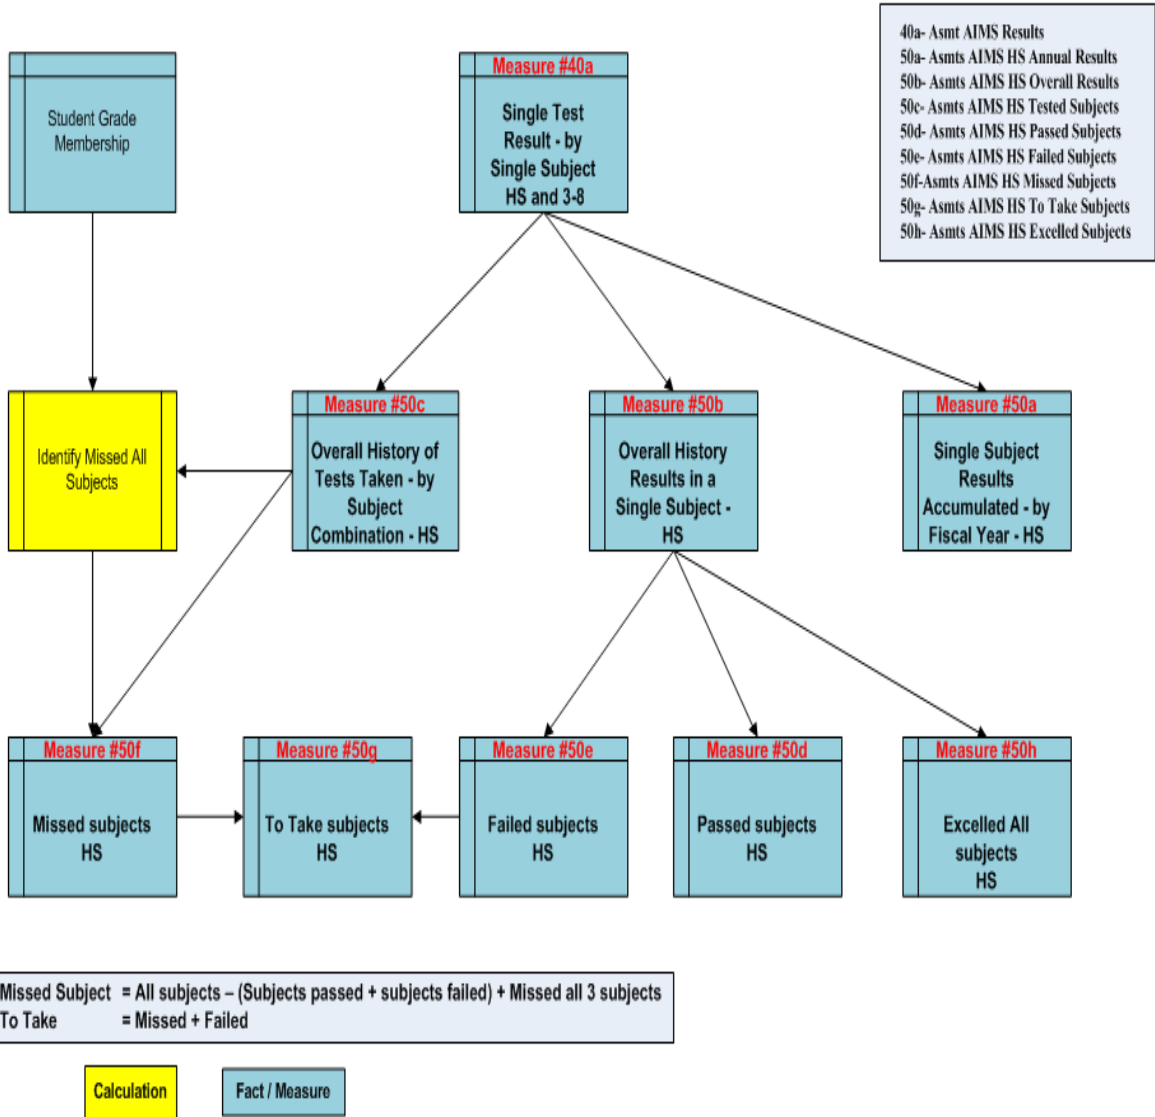 40a- Asmt AIMS Results
50a- Asmts AIMS HS Annual Results
50b- Asmts AIMS HS Overall Results
50c- Asmts AIMS HS Tested Subjects
50d- Asmts AIMS HS Passed Subjects
50e- Asmts AIMS HS Failed Subjects
50f-Asmts AIMS HS Missed Subjects
50g- Asmts AIMS HS To Take Subjects
50h- Asmts AIMS HS Excelled Subjects
Student Grade
Membership
Measure #40a
Single Test
Result - by
Single Subject
HS and 3-8
Identify Missed All
Subjects
Measure #50c
Overall History of
Tests Taken - by
Subject
Combination - HS
Measure #50b
Overall History
Results in a
Single Subject -
HS
Measure #50a
Single Subject
Results
Accumulated - by
Fiscal Year - HS
Measure #50f
Missed subjects
HS
Measure #50g
To Take subjects
HS
Measure #50e
Failed subjects
HS
Measure #50d
Passed subjects
HS
Measure #50h
Excelled All
subjects
HS
Missed Subject = All subjects – (Subjects passed + subjects failed) + Missed all 3 subjects
To Take = Missed + Failed
Calculation
Fact / Measure